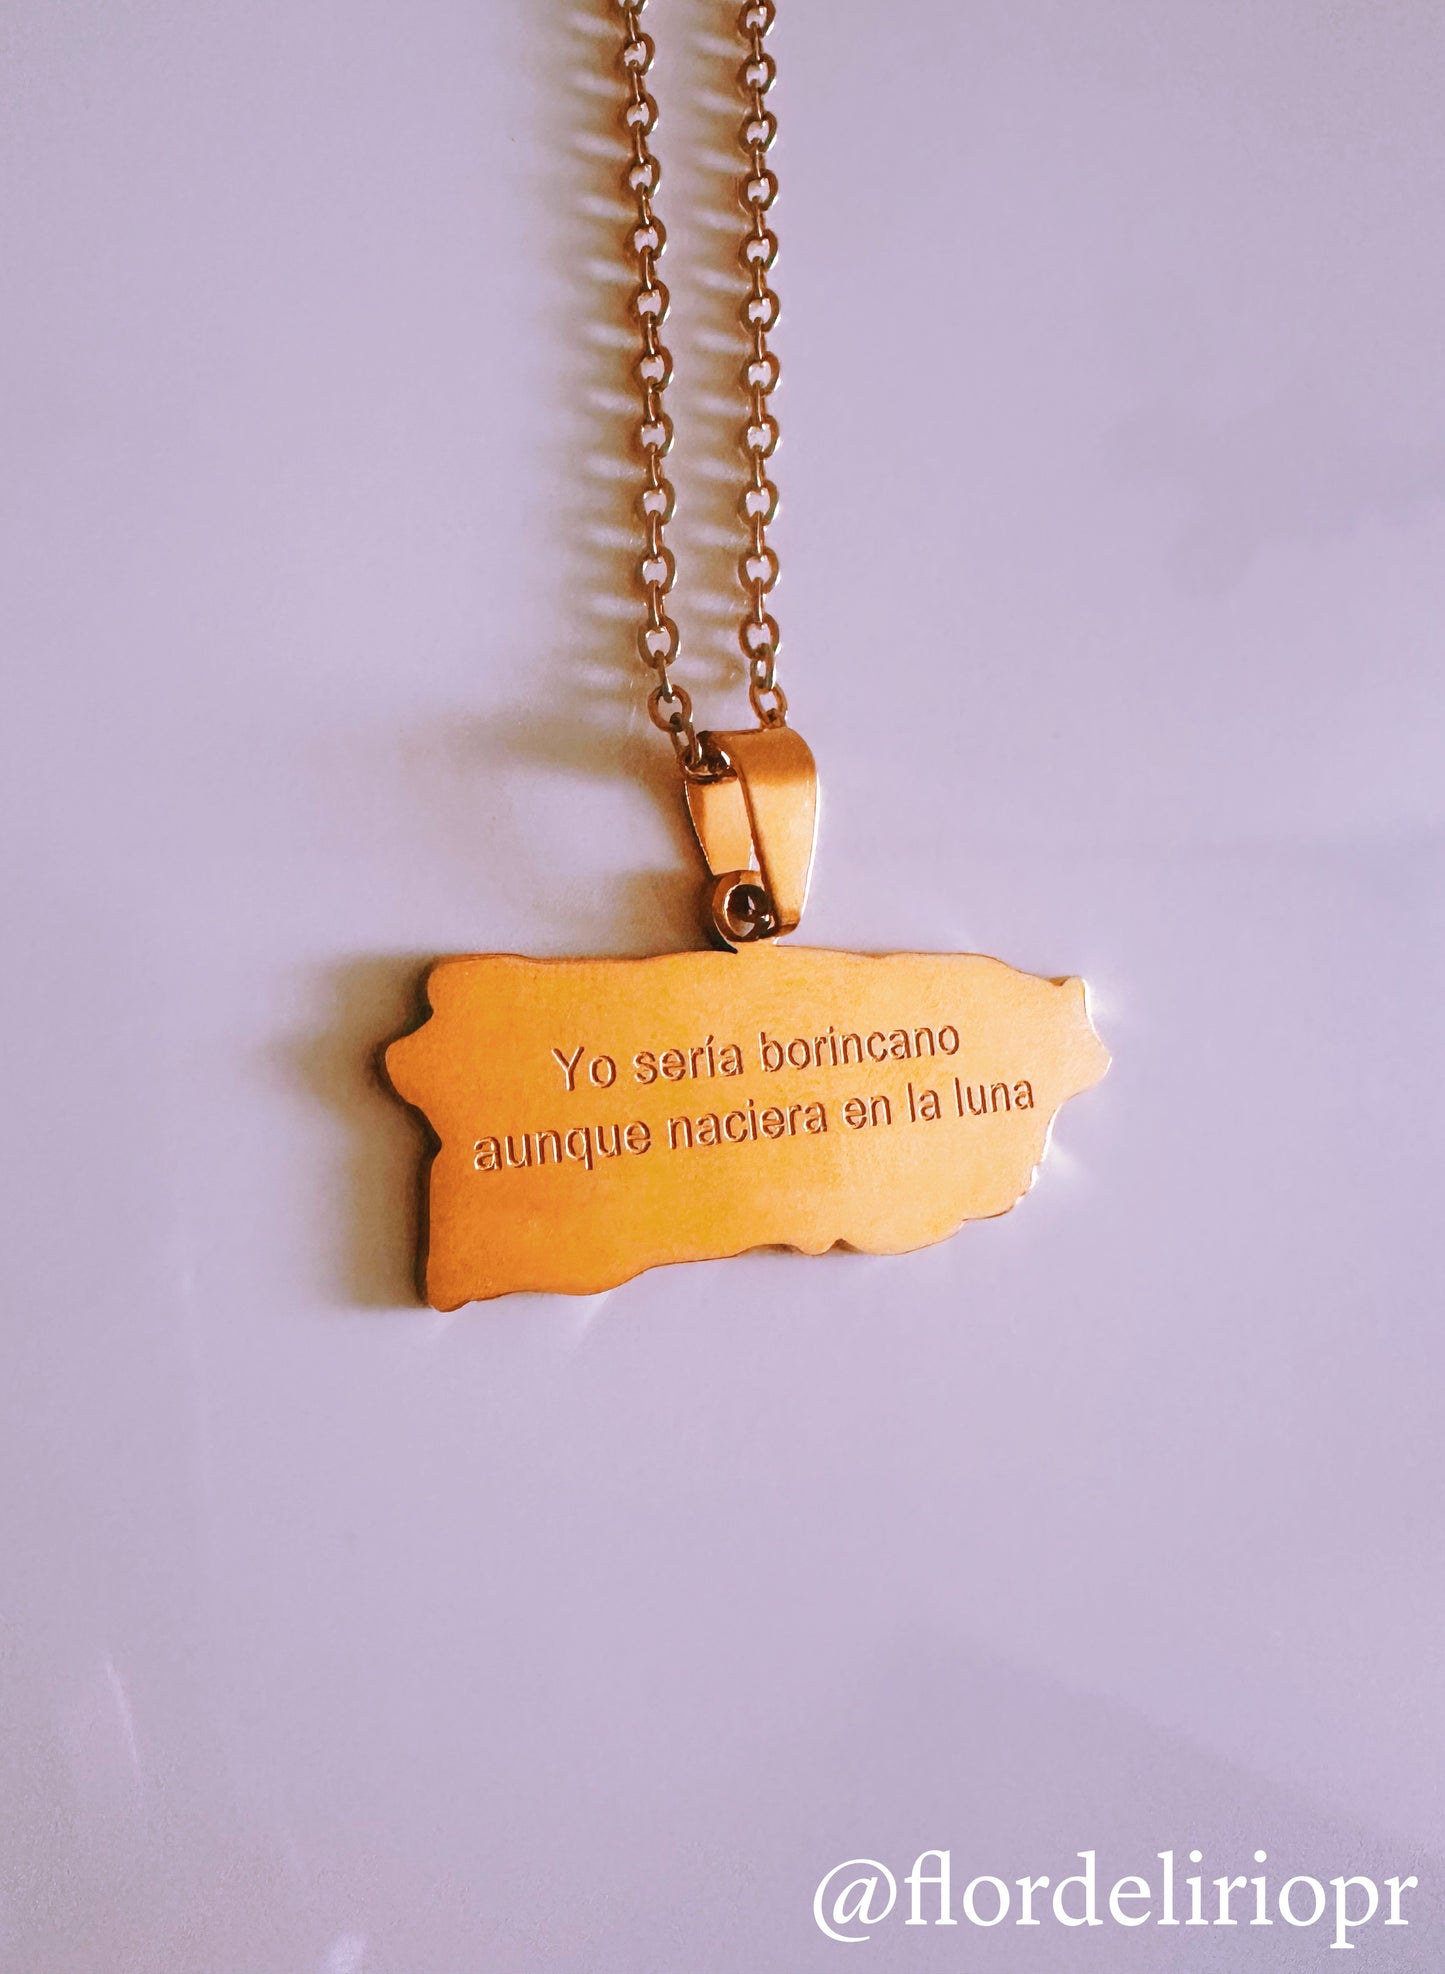 Yo sería borincano
aunque naciera en la luna
@flordeliriopr